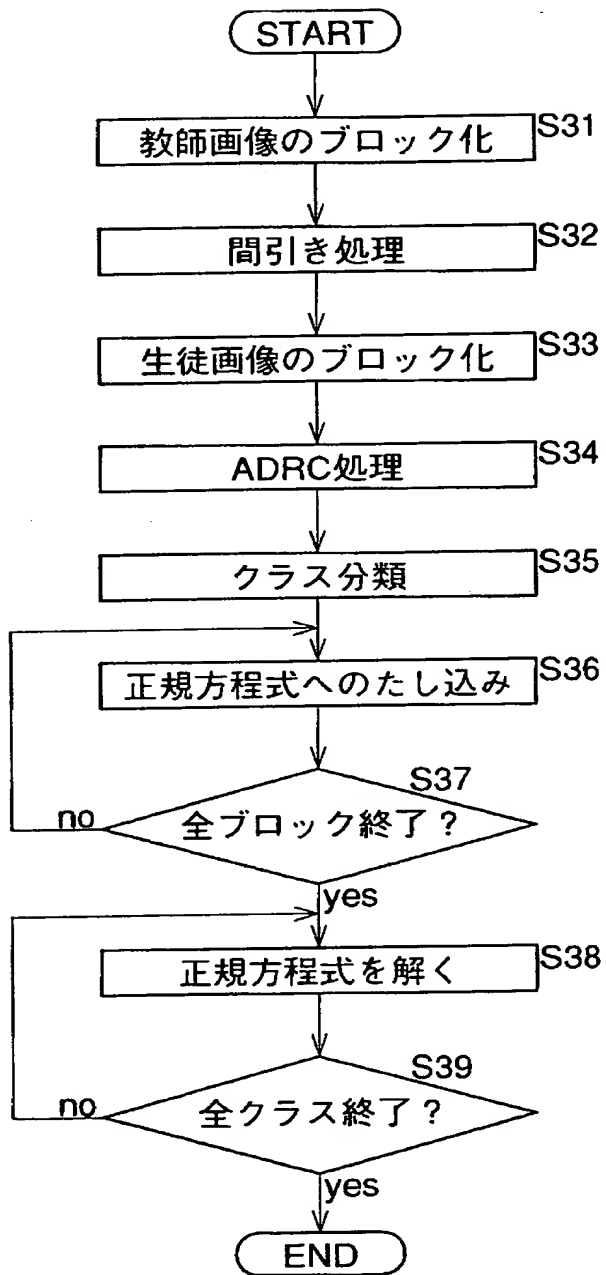 START
教師画像のブロック化
S31
間引き処理
S32
生徒画像のブロック化
S33
ADRC処理
S34
クラス分類
S35
正規方程式へのたし込み
S36
S37
全ブロック終了?
no
yes
正規方程式を解く
S38
S39
全クラス終了?
no
yes
END